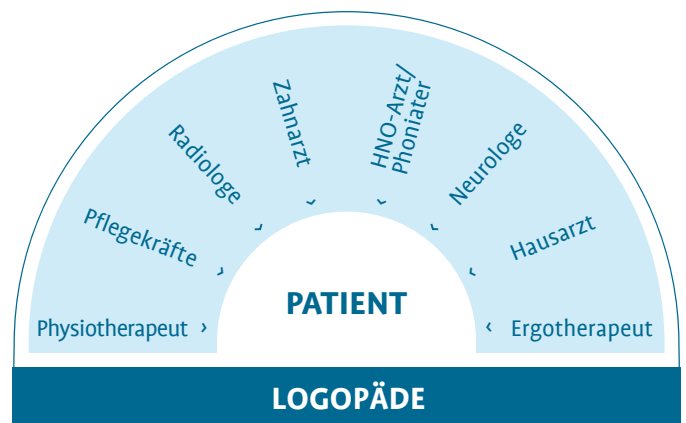 Physiotherapeut
Pflegekräfte
Radiologe
Zahnarzt
HNO-Arzt/
Phoniater
Neurologe
Hausarzt
Ergotherapeut
PATIENT
LOGOPÄDE